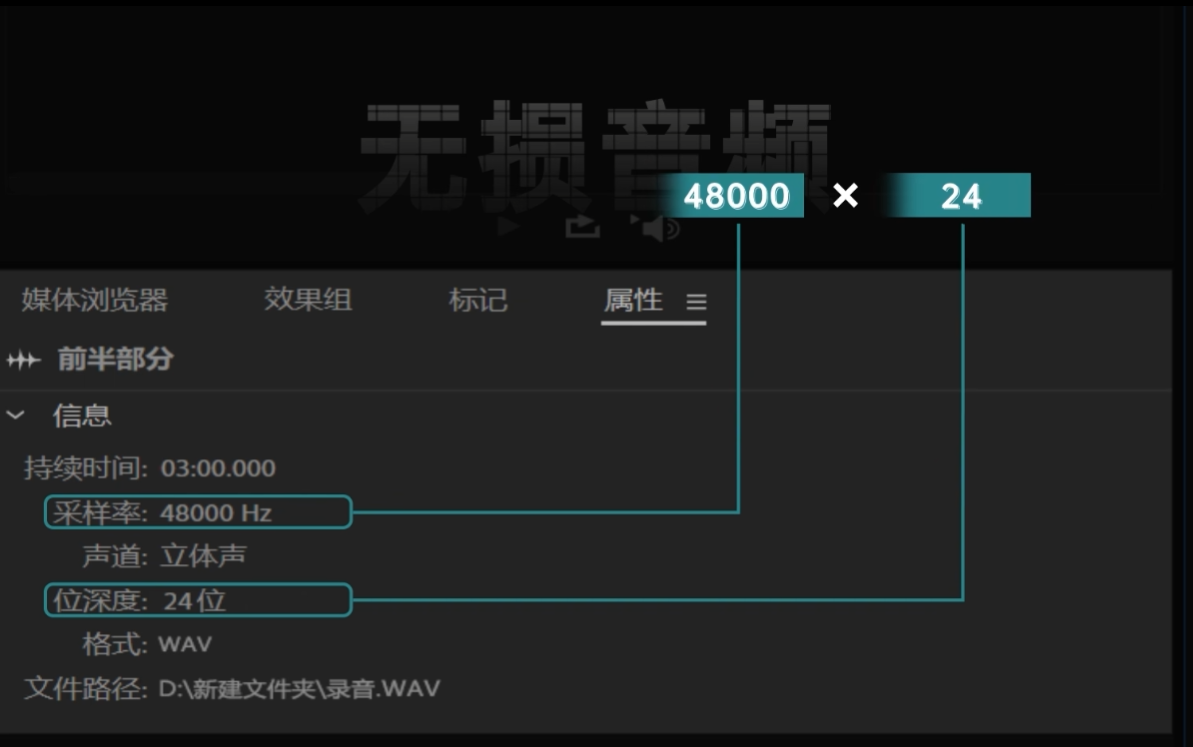 无损音频
48000 × 24
媒体浏览器 效果组 标记 属性
前半部分
信息
持续时间: 03:00.000
采样率: 48000 Hz
声道: 立体声
位深度: 24位
格式: WAV
文件路径: D:\新建文件夹\录音.WAV